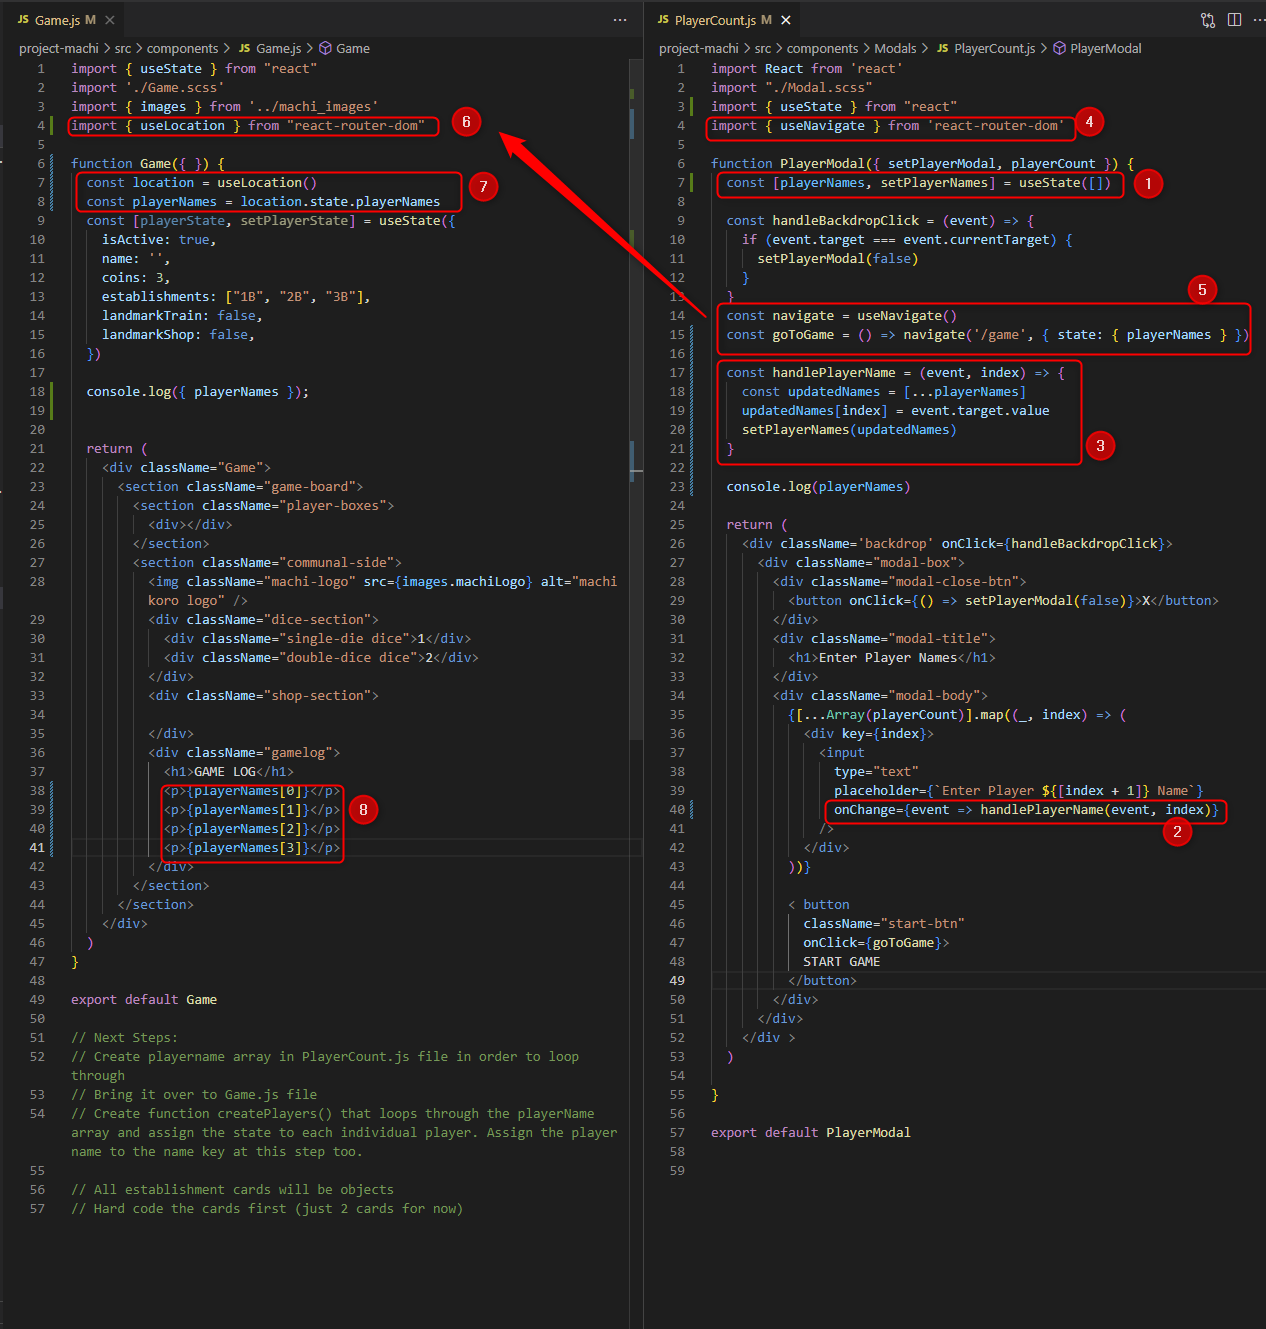 JS Game.js M ×
project-machi > src > components > JS Game.js > Game
1 import { useState } from "react"
2 import './Game.scss'
3 import { images } from '../machi_images'
4 import { useLocation } from "react-router-dom"
6
5
6 function Game({ }) {
7 const location = useLocation()
8 const playerNames = location.state.playerNames
7
9 const [playerState, setPlayerState] = useState({
10 isActive: true,
11 name: '',
12 coins: 3,
13 establishments: ["1B", "2B", "3B"],
14 landmarkTrain: false,
15 landmarkShop: false,
16 })
17
18 console.log({ playerNames });
19
20
21 return (
22 <div className="Game">
23 <section className="game-board">
24 <section className="player-boxes">
25 <div></div>
26 </section>
27 <section className="communal-side">
28 <img className="machi-logo" src={images.machiLogo} alt="machi
koro logo" />
29 <div className="dice-section">
30 <div className="single-die dice">1</div>
31 <div className="double-dice dice">2</div>
32 </div>
33 <div className="shop-section">
34
35 </div>
36 <div className="gamelog">
37 <h1>GAME LOG</h1>
38 <p>{playerNames[0]}</p>
39 <p>{playerNames[1]}</p>
40 <p>{playerNames[2]}</p>
41 <p>{playerNames[3]}</p>
8
42 </div>
43 </section>
44 </section>
45 </div>
46 )
47 }
48
49 export default Game
50
51 // Next Steps:
52 // Create playername array in PlayerCount.js file in order to loop
through
53 // Bring it over to Game.js file
54 // Create function createPlayers() that loops through the playerName
array and assign the state to each individual player. Assign the player
name to the name key at this step too.
55
56 // All establishment cards will be objects
57 // Hard code the cards first (just 2 cards for now)
JS PlayerCount.js M ×
project-machi > src > components > Modals > JS PlayerCount.js > PlayerModal
1 import React from 'react'
2 import "./Modal.scss"
3 import { useState } from "react"
4 import { useNavigate } from 'react-router-dom'
4
5
6 function PlayerModal({ setPlayerModal, playerCount }) {
7 const [playerNames, setPlayerNames] = useState([])
1
8
9 const handleBackdropClick = (event) => {
10 if (event.target === event.currentTarget) {
11 setPlayerModal(false)
12 }
13 }
5
14 const navigate = useNavigate()
15 const goToGame = () => navigate('/game', { state: { playerNames } })
16
17 const handlePlayerName = (event, index) => {
18 const updatedNames = [...playerNames]
19 updatedNames[index] = event.target.value
20 setPlayerNames(updatedNames)
21 }
3
22
23 console.log(playerNames)
24
25 return (
26 <div className='backdrop' onClick={handleBackdropClick}>
27 <div className="modal-box">
28 <div className="modal-close-btn">
29 <button onClick={() => setPlayerModal(false)}>X</button>
30 </div>
31 <div className="modal-title">
32 <h1>Enter Player Names</h1>
33 </div>
34 <div className="modal-body">
35 {[...Array(playerCount)].map((_, index) => (
36 <div key={index}>
37 <input
38 type="text"
39 placeholder={`Enter Player ${[index + 1]} Name`}
40 onChange={event => handlePlayerName(event, index)}
2
41 />
42 </div>
43 ))}
44
45 < button
46 className="start-btn"
47 onClick={goToGame}>
48 START GAME
49 </button>
50 </div>
51 </div>
52 </div >
53 )
54
55 }
56
57 export default PlayerModal
58
59